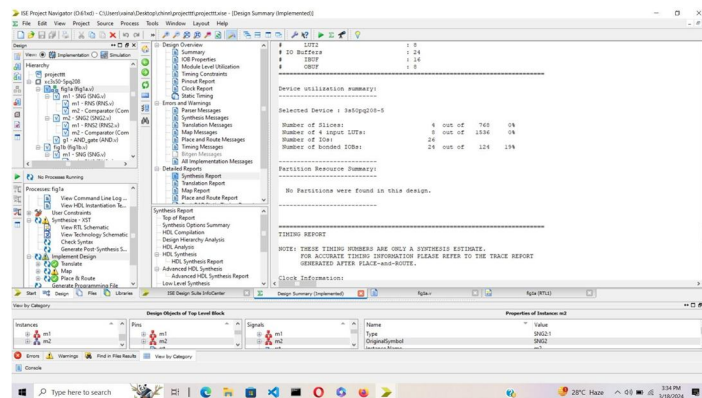 ISE Project Navigator (O.61xd) - C:\Users\vaina\Desktop\chinni\projecttt\projecttt.xise - [Design Summary (Implemented)]
File Edit View Project Source Process Tools Window Layout Help
Design
View: Implementation Simulation
Hierarchy
projecttt
xc3s50-5pq208
fig1a (fig1a.v)
m1 - SNG (SNG.v)
m1 - RNS (RNS.v)
m2 - Comparator (Com
m2 - SNG2 (SNG2.v)
m1 - RNS2 (RNS2.v)
m2 - Comparator (Com
g1 - AND_gate (AND.v)
fig1b (fig1b.v)
m1 - SNG (SNG.v)
No Processes Running
Processes: fig1a
View Command Line Log ...
View HDL Instantiation Te...
User Constraints
Synthesize - XST
View RTL Schematic
View Technology Schematic
Check Syntax
Generate Post-Synthesis S...
Implement Design
Translate
Map
Place & Route
Generate Programming File
Start Design Files Libraries
Design Overview
Summary
IOB Properties
Module Level Utilization
Timing Constraints
Pinout Report
Clock Report
Static Timing
Errors and Warnings
Parser Messages
Synthesis Messages
Translation Messages
Map Messages
Place and Route Messages
Timing Messages
Bitgen Messages
All Implementation Messages
Detailed Reports
Synthesis Report
Translation Report
Map Report
Place and Route Report
Synthesis Report
Top of Report
Synthesis Options Summary
HDL Compilation
Design Hierarchy Analysis
HDL Analysis
HDL Synthesis
HDL Synthesis Report
Advanced HDL Synthesis
Advanced HDL Synthesis Report
Low Level Synthesis
# LUT2 : 8
# IO Buffers : 24
# IBUF : 16
# OBUF : 8
Device utilization summary:
Selected Device : 3s50pq208-5
Number of Slices: 4 out of 768 0%
Number of 4 input LUTs: 8 out of 1536 0%
Number of IOs: 26
Number of bonded IOBs: 24 out of 124 19%
Partition Resource Summary:
No Partitions were found in this design.
TIMING REPORT
NOTE: THESE TIMING NUMBERS ARE ONLY A SYNTHESIS ESTIMATE.
FOR ACCURATE TIMING INFORMATION PLEASE REFER TO THE TRACE REPORT
GENERATED AFTER PLACE-and-ROUTE.
Clock Information:
ISE Design Suite InfoCenter Design Summary (Implemented) fig1a.v fig1a (RTL1)
View by Category
Design Objects of Top Level Block Properties of Instance: m2
Instances Pins Signals Name Value
m1 m1 m1 Type SNG2:1
m2 m2 m2 OriginalSymbol SNG2
Errors Warnings Find in Files Results View by Category
Console
Type here to search
28°C Haze
3:34 PM
3/18/2024